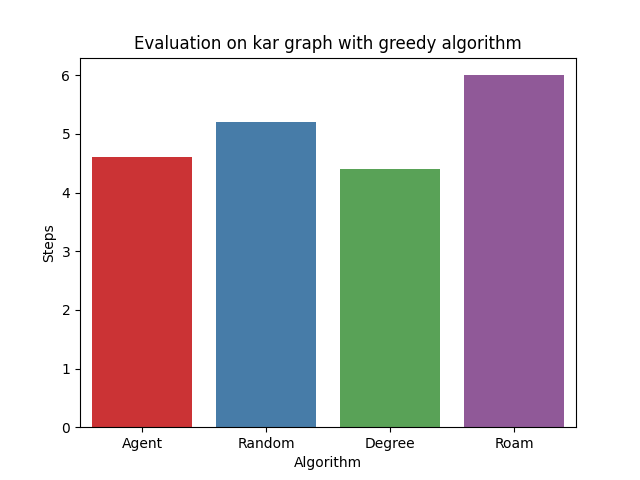 Evaluation on kar graph with greedy algorithm
6
5
4
3
2
1
0
Steps
Agent Random Degree Roam
Algorithm